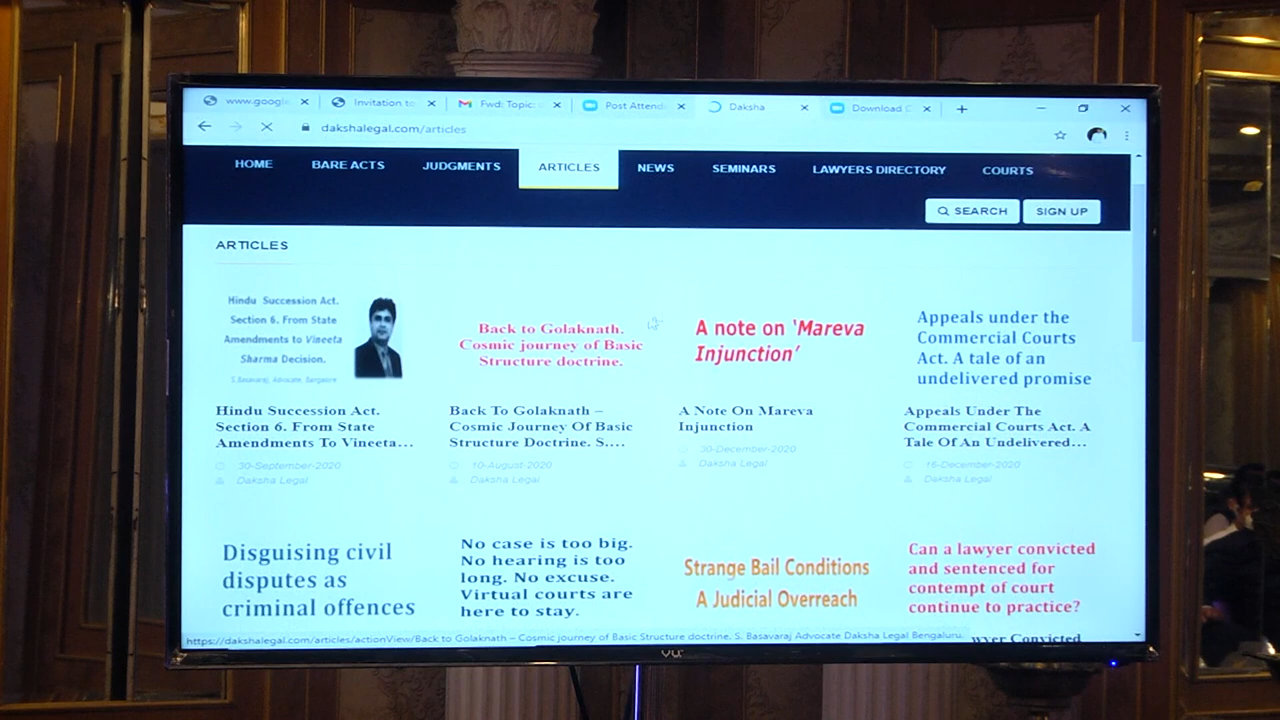 www.google
Invitation to
Fwd: Topic:
Post Attend
Daksha
Download C
dakshalegal.com/articles
HOME
BARE ACTS
JUDGMENTS
ARTICLES
NEWS
SEMINARS
LAWYERS DIRECTORY
COURTS
SEARCH
SIGN UP
ARTICLES
Hindu Succession Act.
Section 6. From State
Amendments to Vineeta
Sharma Decision.
S.Basavaraj, Advocate, Bangalore
Back to Golaknath.
Cosmic journey of Basic
Structure doctrine.
A note on 'Mareva
Injunction'
Appeals under the
Commercial Courts
Act. A tale of an
undelivered promise
Hindu Succession Act.
Section 6. From State
Amendments To Vineeta...
30-September-2020
Daksha Legal
Back To Golaknath –
Cosmic Journey Of Basic
Structure Doctrine. S....
10-August-2020
Daksha Legal
A Note On Mareva
Injunction
30-December-2020
Daksha Legal
Appeals Under The
Commercial Courts Act. A
Tale Of An Undelivered...
16-December-2020
Daksha Legal
Disguising civil
disputes as
criminal offences
No case is too big.
No hearing is too
long. No excuse.
Virtual courts are
here to stay.
Strange Bail Conditions
A Judicial Overreach
Can a lawyer convicted
and sentenced for
contempt of court
continue to practice?
https://dakshalegal.com/articles/actionView/Back to Golaknath – Cosmic journey of Basic Structure doctrine. S. Basavaraj Advocate Daksha Legal Bengaluru.
wyer Convicted
Vu